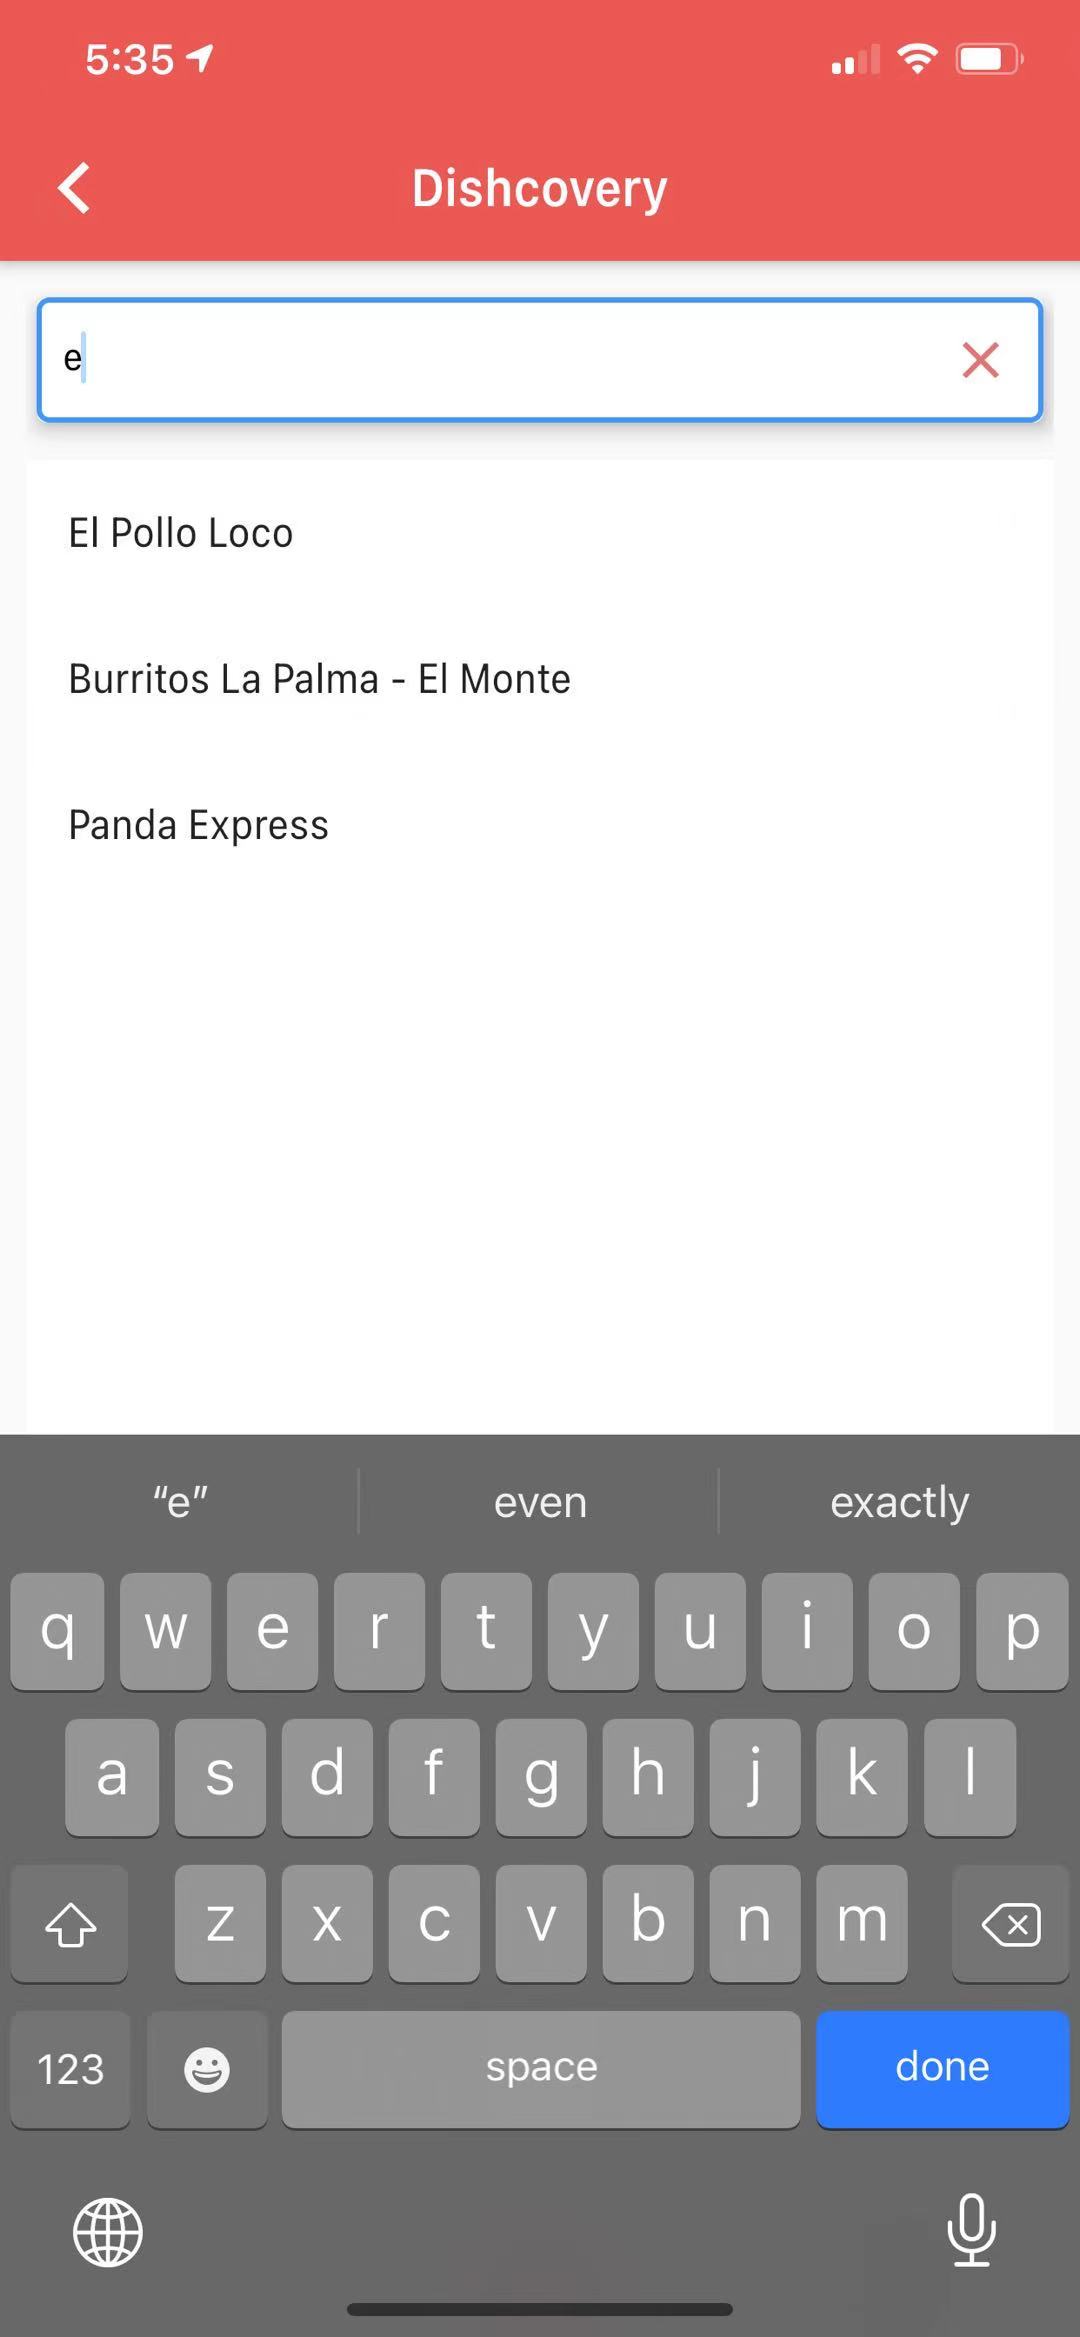 5:35
Dishcovery
e
El Pollo Loco
Burritos La Palma - El Monte
Panda Express
“e” even exactly
q w e r t y u i o p
a s d f g h j k l
z x c v b n m
123 space done